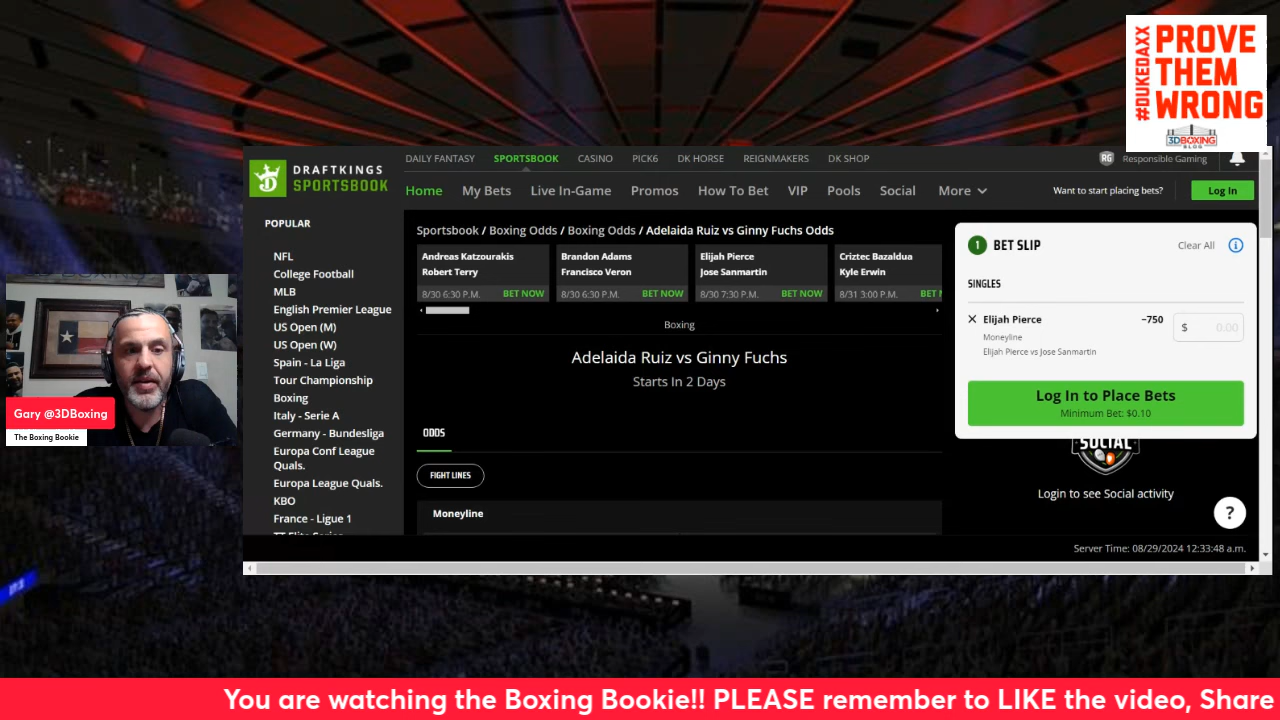 #DUKEDAXX
PROVE
THEM
WRONG
3DBOXING
BLOG
DRAFTKINGS
SPORTSBOOK
DAILY FANTASY SPORTSBOOK CASINO PICK6 DK HORSE REIGNMAKERS DK SHOP
RG Responsible Gaming
Home My Bets Live In-Game Promos How To Bet VIP Pools Social More
Want to start placing bets? Log In
POPULAR
NFL
College Football
MLB
English Premier League
US Open (M)
US Open (W)
Spain - La Liga
Tour Championship
Boxing
Italy - Serie A
Germany - Bundesliga
Europa Conf League
Quals.
Europa League Quals.
KBO
France - Ligue 1
Sportsbook / Boxing Odds / Boxing Odds / Adelaida Ruiz vs Ginny Fuchs Odds
Andreas Katzourakis
Robert Terry
8/30 6:30 P.M. BET NOW
Brandon Adams
Francisco Veron
8/30 6:30 P.M. BET NOW
Elijah Pierce
Jose Sanmartin
8/30 7:30 P.M. BET NOW
Criztec Bazaldua
Kyle Erwin
8/31 3:00 P.M. BET N
Boxing
Adelaida Ruiz vs Ginny Fuchs
Starts In 2 Days
ODDS
FIGHT LINES
Moneyline
1 BET SLIP Clear All i
SINGLES
X Elijah Pierce −750 $ 0.00
Moneyline
Elijah Pierce vs Jose Sanmartin
Log In to Place Bets
Minimum Bet: $0.10
SOCIAL
Login to see Social activity
?
Server Time: 08/29/2024 12:33:48 a.m.
Gary @3DBoxing
The Boxing Bookie
You are watching the Boxing Bookie!! PLEASE remember to LIKE the video, Share